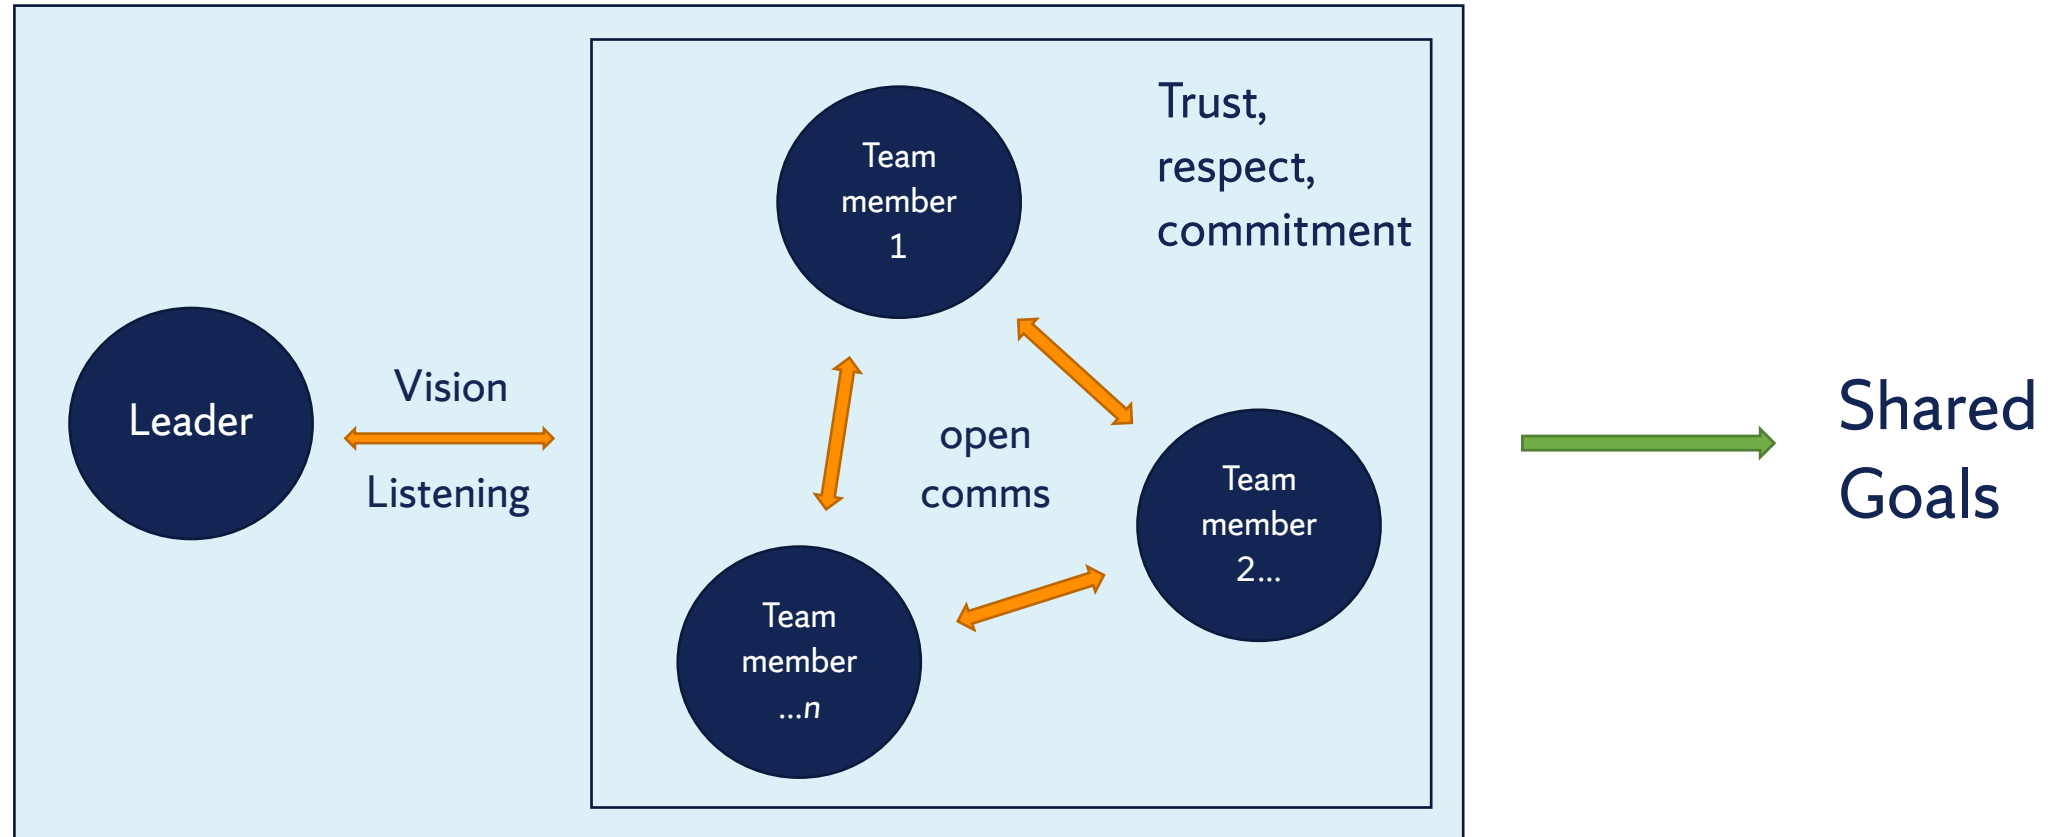 Leader
Vision
Listening
Team
member
1
Trust,
respect,
commitment
open
comms
Team
member
2...
Team
member
...n
Shared
Goals